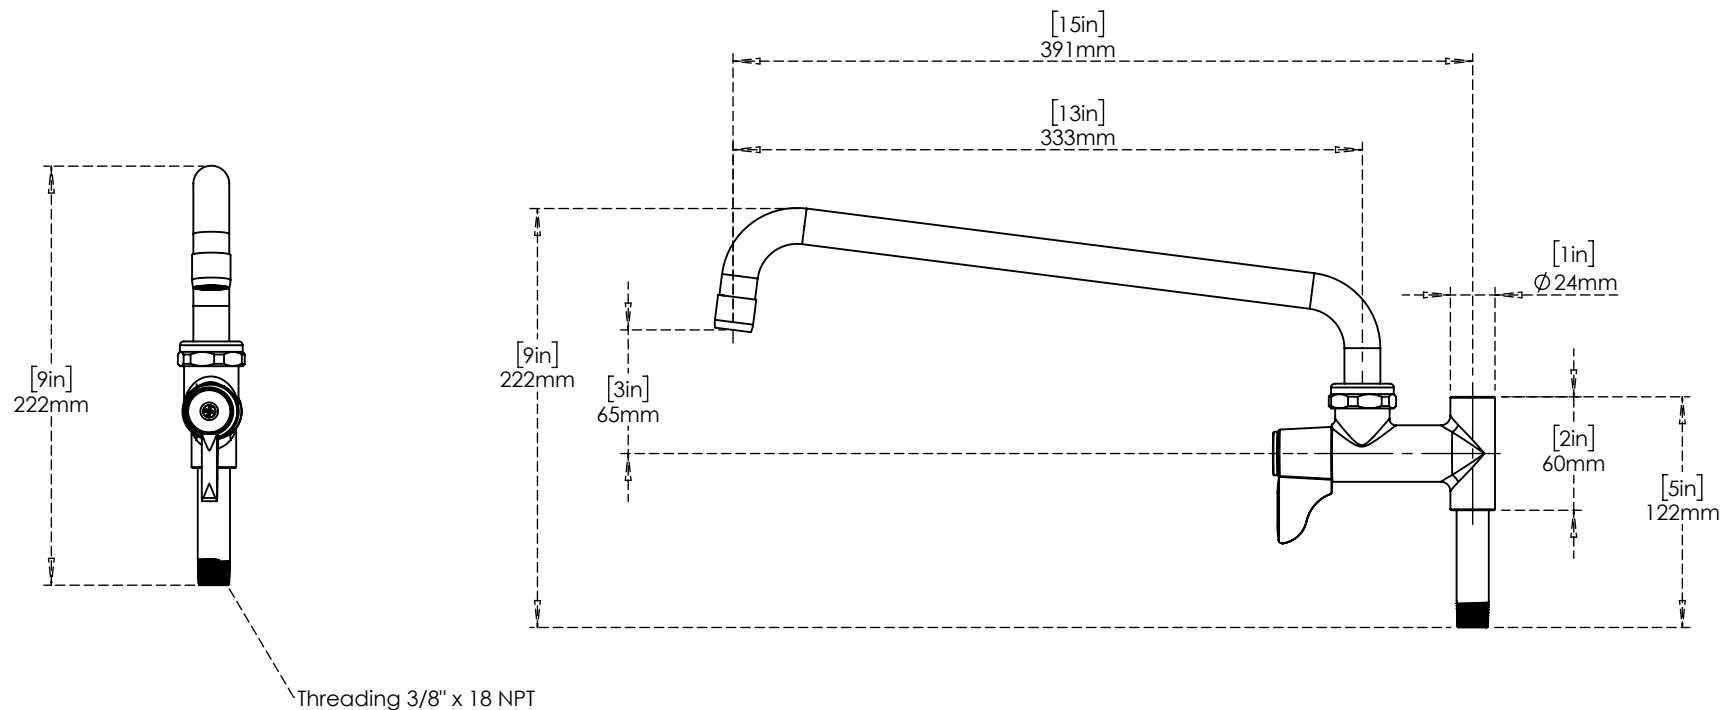 [15in]
391mm
[13in]
333mm
[1in]
Ø24mm
[9in]
222mm
[9in]
222mm
[3in]
65mm
[2in]
60mm
[5in]
122mm
Threading 3/8" x 18 NPT